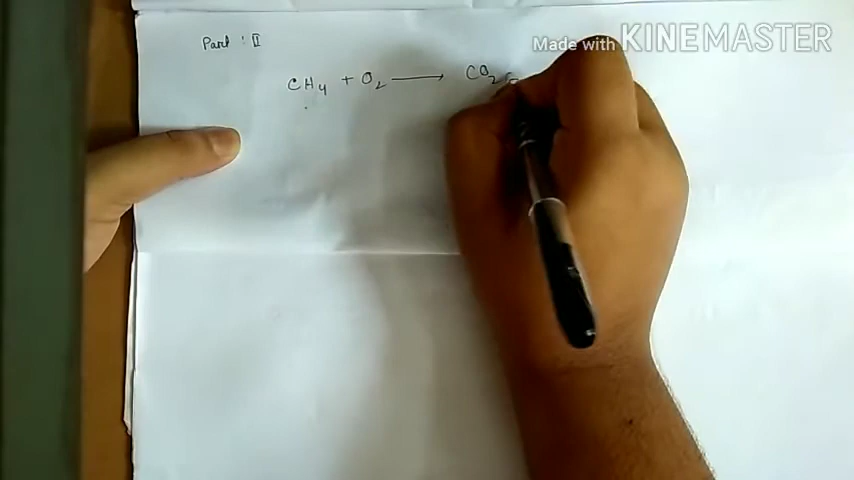 Made with KINEMASTER
Part : II
CH₄ + O₂ ⟶ CO₂